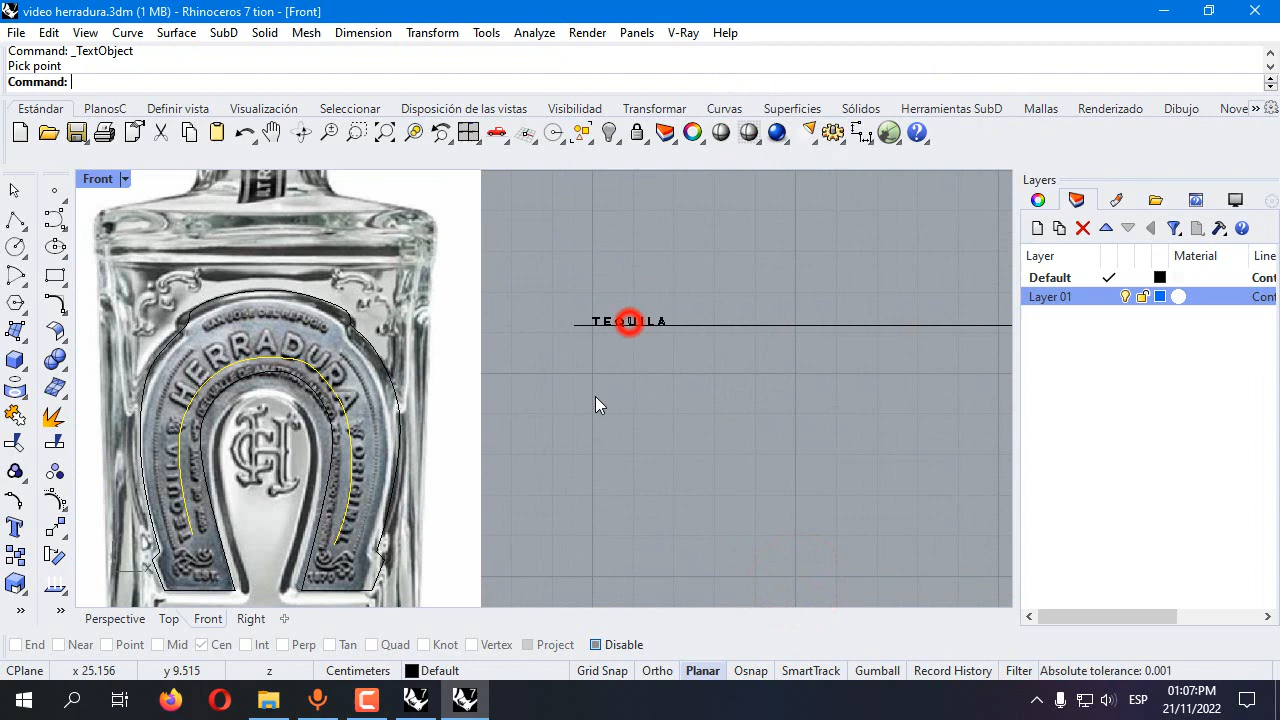 video herradura.3dm (1 MB) - Rhinoceros 7 tion - [Front]
File Edit View Curve Surface SubD Solid Mesh Dimension Transform Tools Analyze Render Panels V-Ray Help
Command: _TextObject
Pick point
Command:
Estándar PlanosC Definir vista Visualización Seleccionar Disposición de las vistas Visibilidad Transformar Curvas Superficies Sólidos Herramientas SubD Mallas Renderizado Dibujo Nove
Front
Layers
Layer Material Line
Default Cont
Layer 01 Cont
HERRADURA
TEQUILA
ORIGINAL
EST. 1870
TEQUILA
Perspective Top Front Right
End Near Point Mid Cen Int Perp Tan Quad Knot Vertex Project Disable
CPlane x 25.156 y 9.515 z Centimeters Default Grid Snap Ortho Planar Osnap SmartTrack Gumball Record History Filter Absolute tolerance: 0.001
ESP
01:07:PM
21/11/2022